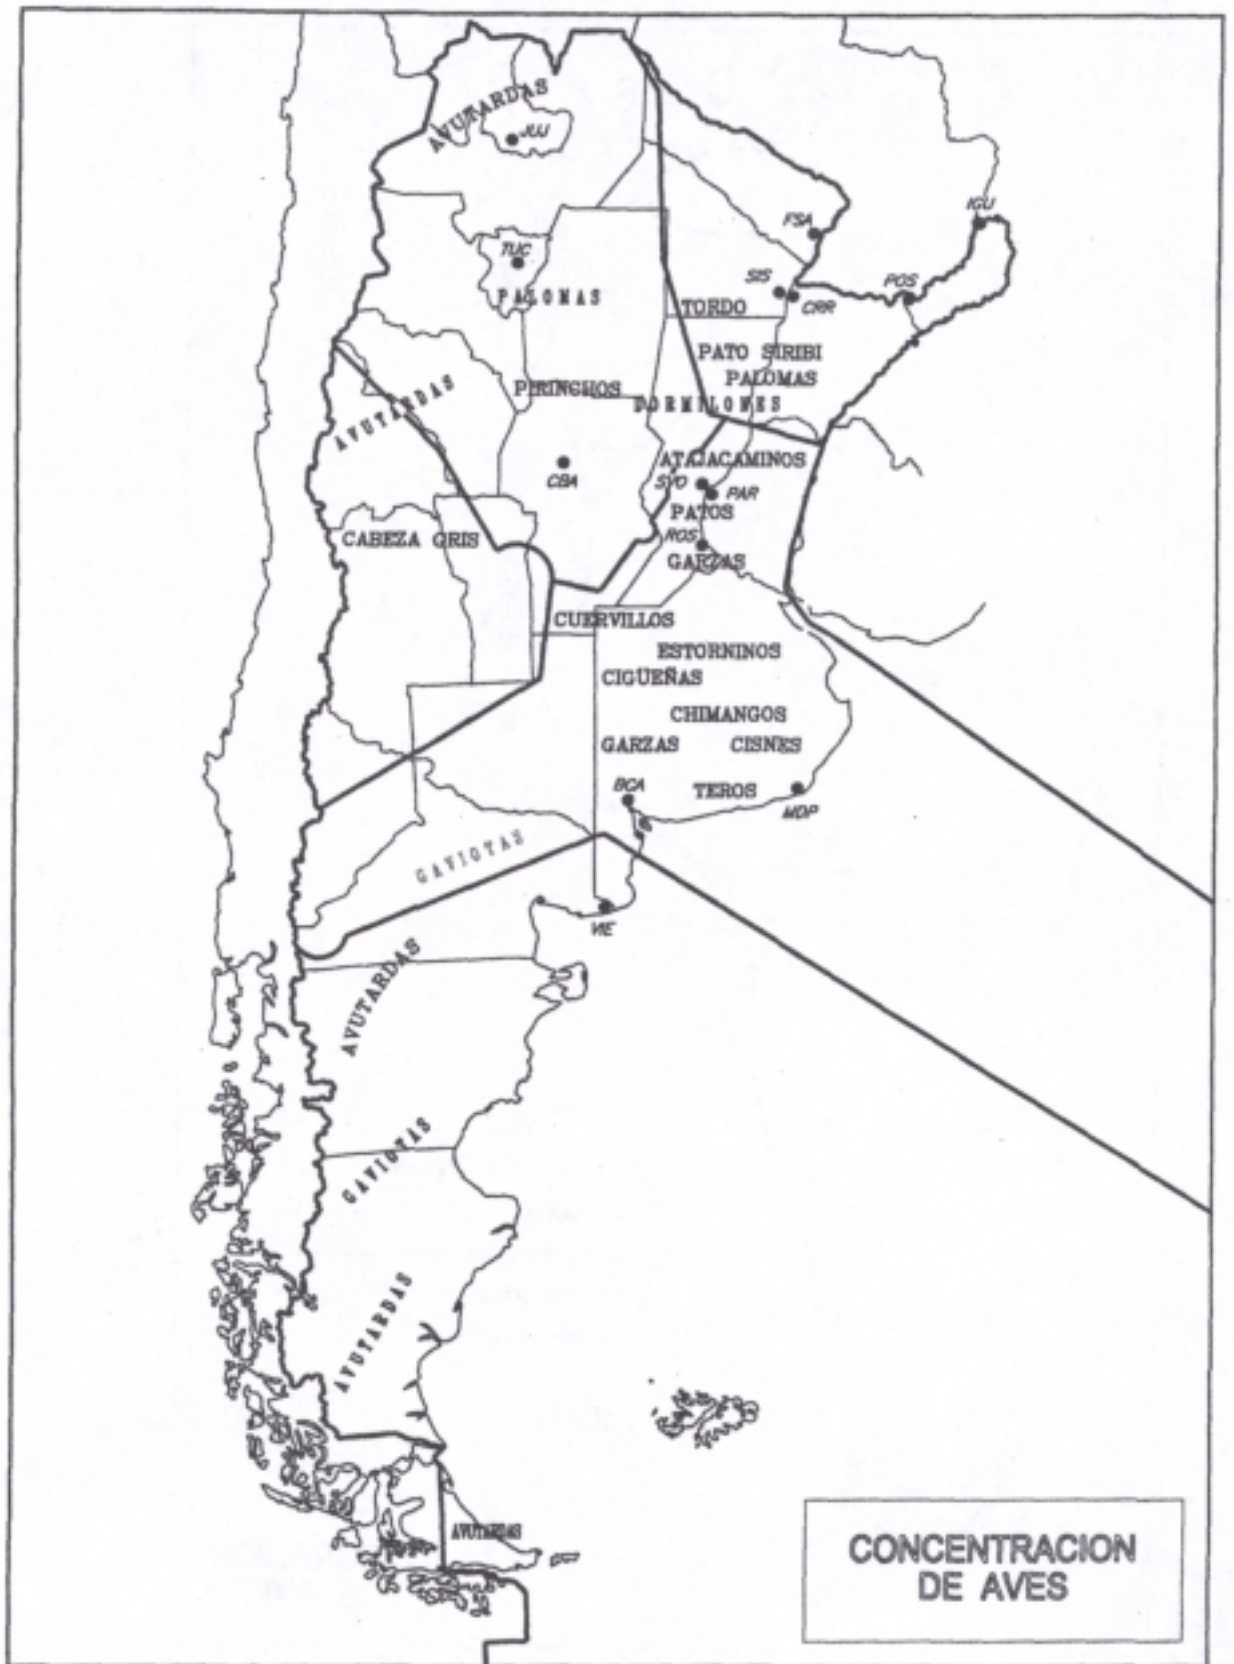 AVUTARDAS
JUJ
IGU
FSA
TUC
SIS
POS
PALOMAS
TORDO
CRR
PATO SIRIBI
PALOMAS
PIRINCHOS
DORMILONES
AVUTARDAS
ATAJACAMINOS
CBA
SVO
PAR
PATOS
ROS
CABEZA GRIS
GARZAS
CUERVILLOS
ESTORNINOS
CIGUEÑAS
CHIMANGOS
GARZAS
CISNES
BCA
TEROS
MDP
GAVIOTAS
VIE
AVUTARDAS
GAVIOTAS
AVUTARDAS
AVUTARDAS
CONCENTRACION
DE AVES